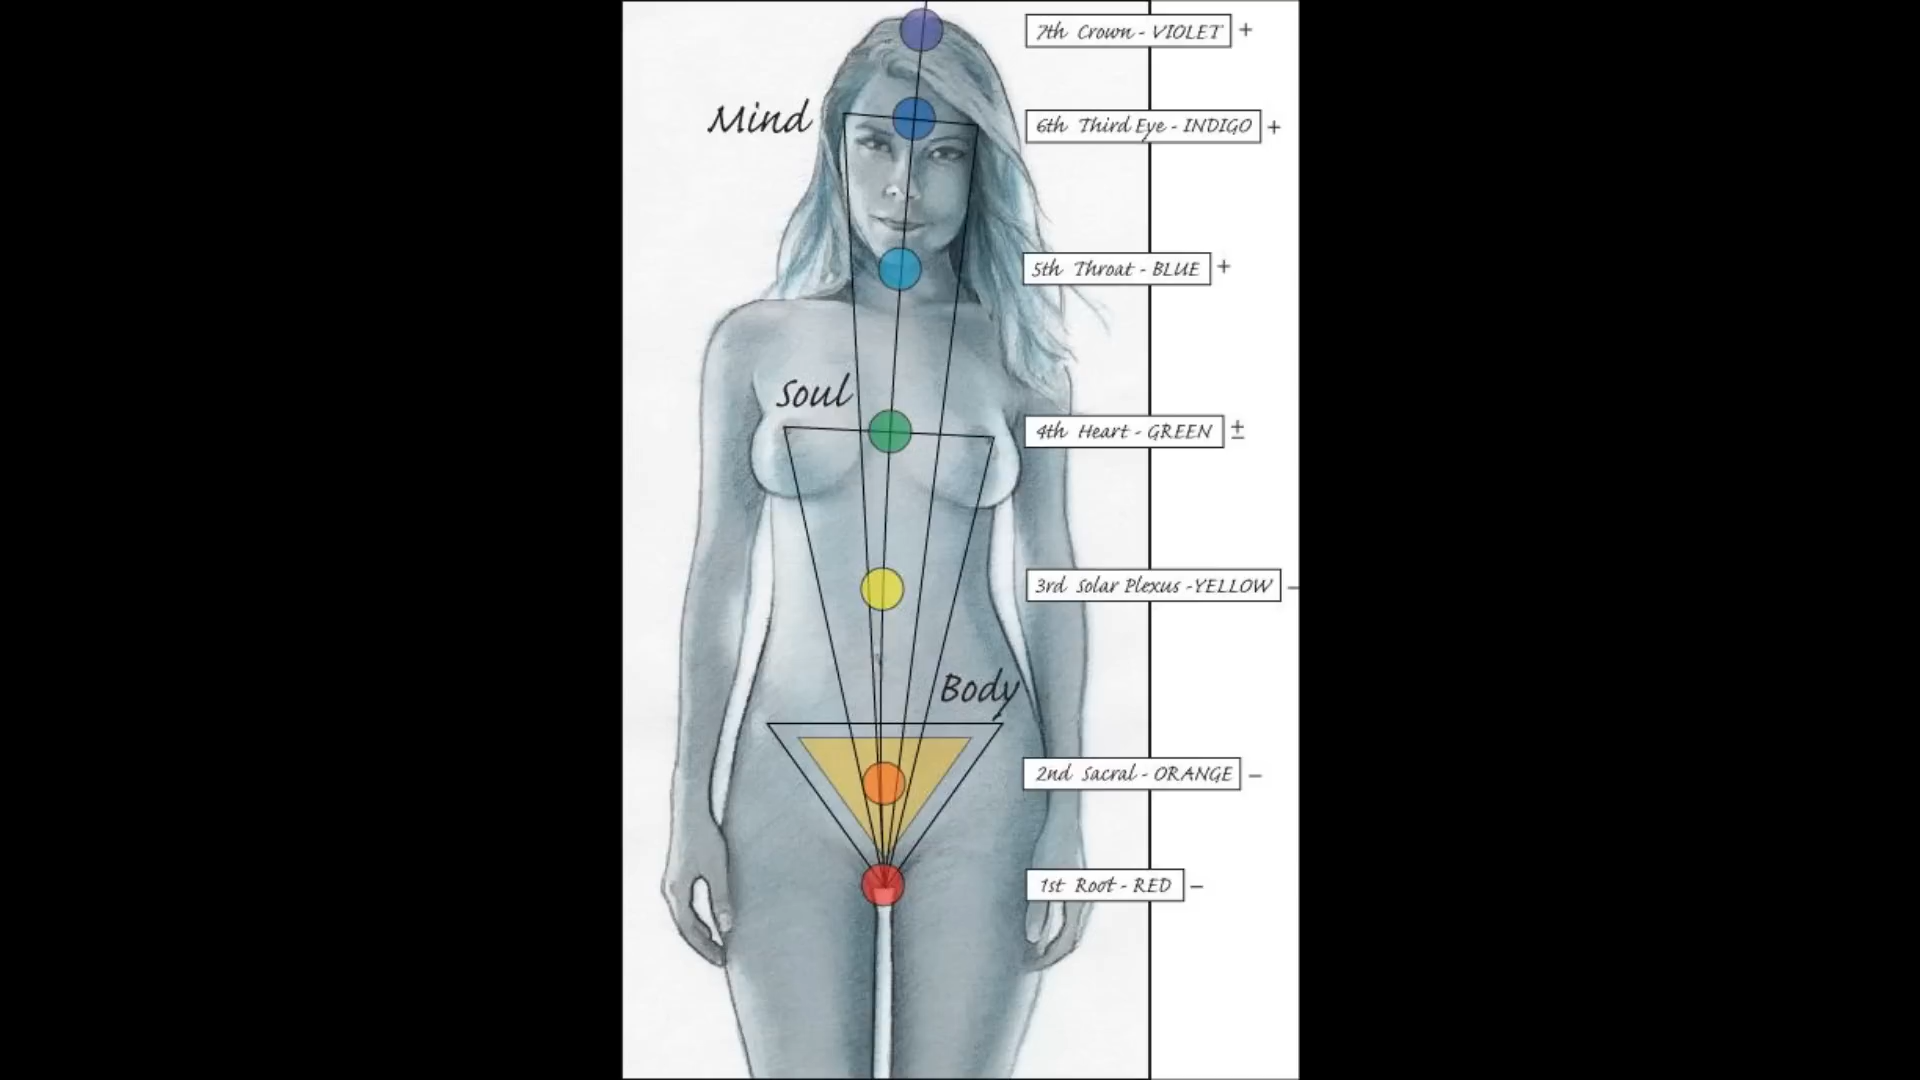 7th Crown - VIOLET +
Mind
6th Third Eye - INDIGO +
5th Throat - BLUE +
Soul
4th Heart - GREEN ±
3rd Solar Plexus -YELLOW –
Body
2nd Sacral - ORANGE –
1st Root - RED –